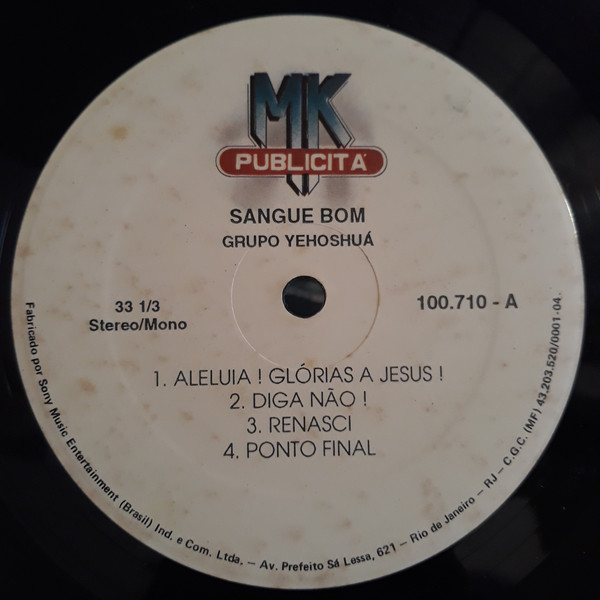 MK
PUBLICITÀ
SANGUE BOM
GRUPO YEHOSHUÁ
33 1/3
Stereo/Mono
100.710 - A
1. ALELUIA ! GLÓRIAS A JESUS !
2. DIGA NÃO !
3. RENASCI
4. PONTO FINAL
Fabricado por Sony Music Entertainment (Brasil) Ind. e Com. Ltda, – Av. Prefeito Sá Lessa, 621 – Rio de Janeiro – RJ – C.G.C. (MF) 43.203.520/0001-04.